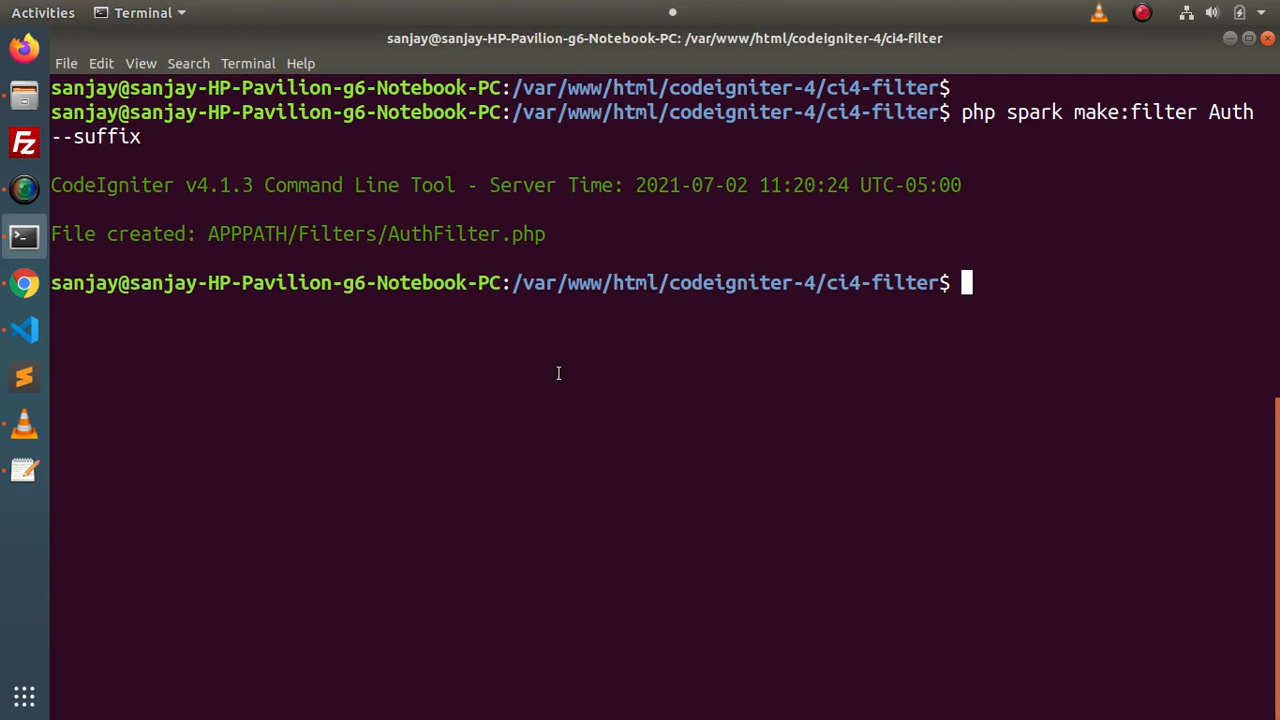 Activities Terminal
sanjay@sanjay-HP-Pavilion-g6-Notebook-PC: /var/www/html/codeigniter-4/ci4-filter
File Edit View Search Terminal Help
sanjay@sanjay-HP-Pavilion-g6-Notebook-PC:/var/www/html/codeigniter-4/ci4-filter$
sanjay@sanjay-HP-Pavilion-g6-Notebook-PC:/var/www/html/codeigniter-4/ci4-filter$ php spark make:filter Auth
--suffix
CodeIgniter v4.1.3 Command Line Tool - Server Time: 2021-07-02 11:20:24 UTC-05:00
File created: APPPATH/Filters/AuthFilter.php
sanjay@sanjay-HP-Pavilion-g6-Notebook-PC:/var/www/html/codeigniter-4/ci4-filter$